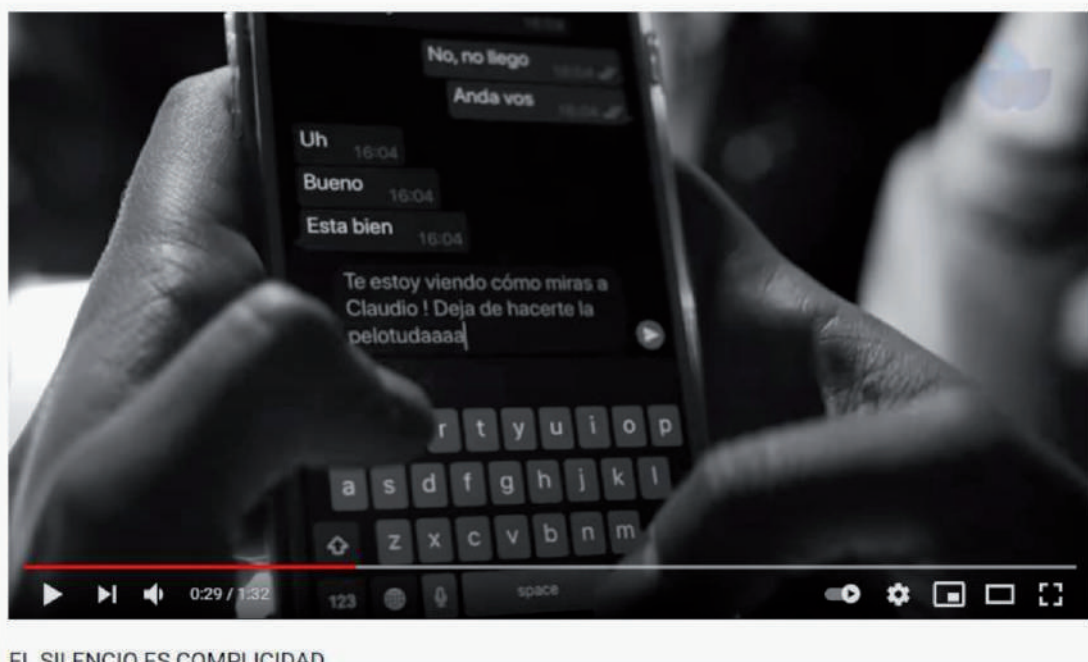 No, no llego
Anda vos
Uh 16:04
Bueno 16:04
Esta bien 16:04
Te estoy viendo cómo miras a
Claudio ! Deja de hacerte la
pelotudaaaa
r t y u i o p
a s d f g h j k l
z x c v b n m
123 space
0:29 / 1:32
EL SILENCIO ES COMPLICIDAD